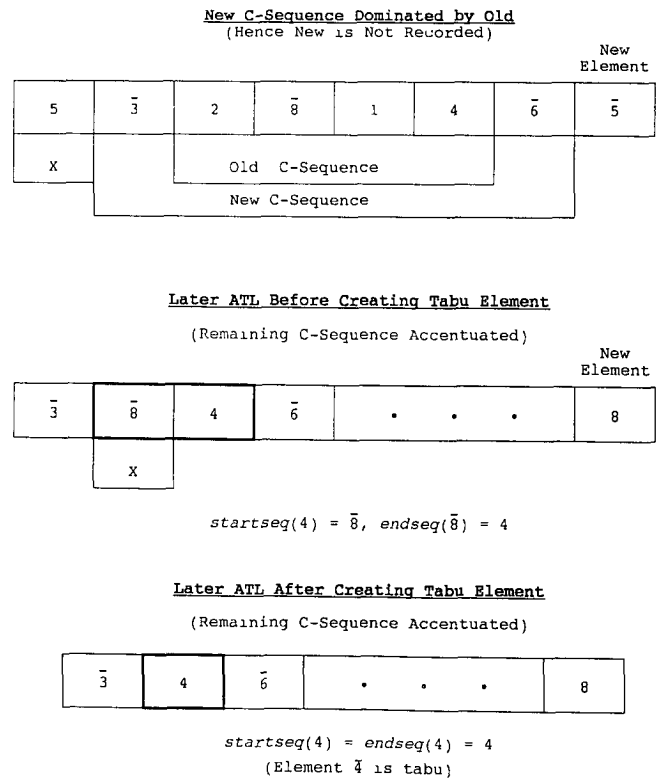 New C-Sequence Dominated by Old
(Hence New is Not Recorded)
New
Element
5 3̄ 2 8̄ 1 4 6̄ 5̄
X Old C-Sequence
New C-Sequence
Later ATL Before Creating Tabu Element
(Remaining C-Sequence Accentuated)
New
Element
3̄ 8̄ 4 6̄ . . . 8
X
startseq(4) = 8̄, endseq(8̄) = 4
Later ATL After Creating Tabu Element
(Remaining C-Sequence Accentuated)
3̄ 4 6̄ . . . 8
startseq(4) = endseq(4) = 4
(Element 4̄ is tabu)